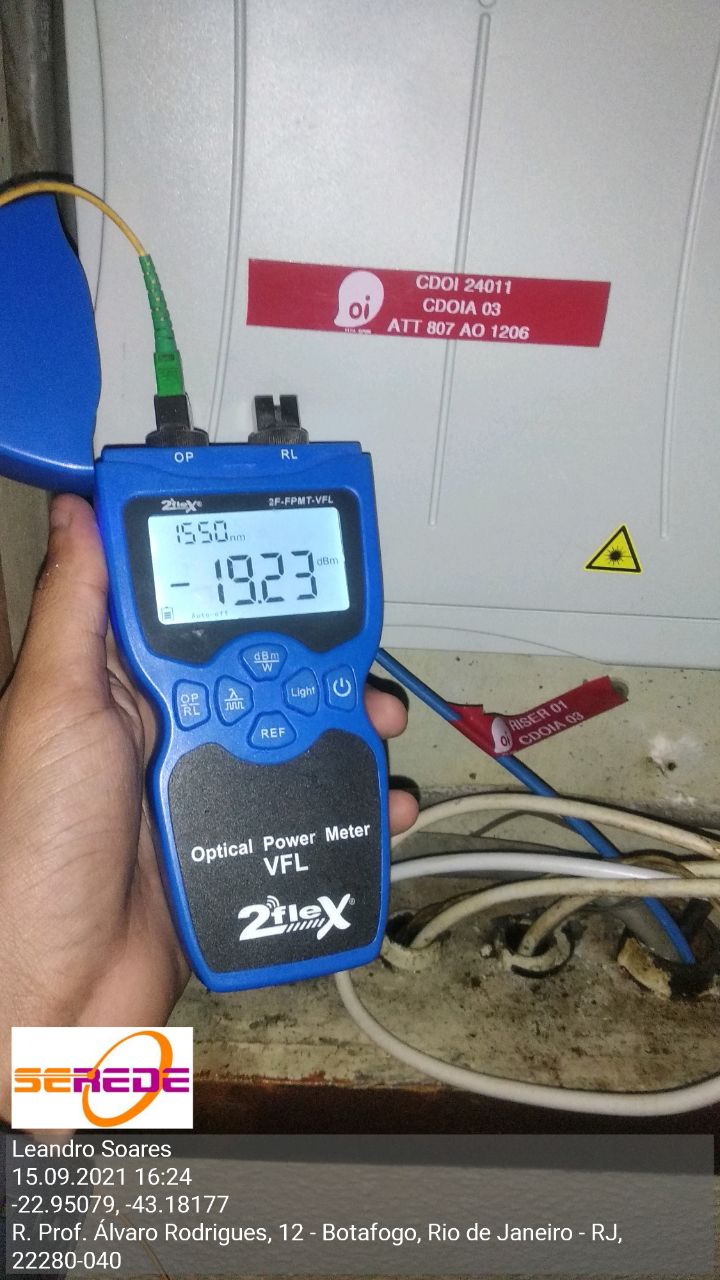 oi
CDOI 24011
CDOIA 03
ATT 807 AO 1206
OP RL
2fleX® 2F-FPMT-VFL
1550nm
-19.23 dBm
Auto-off
dBm
W
OP
RL
λ
Light
REF
Optical Power Meter
VFL
2fleX®
oi
RISER 01
CDOIA 03
SEREDE
Leandro Soares
15.09.2021 16:24
-22.95079, -43.18177
R. Prof. Álvaro Rodrigues, 12 - Botafogo, Rio de Janeiro - RJ,
22280-040